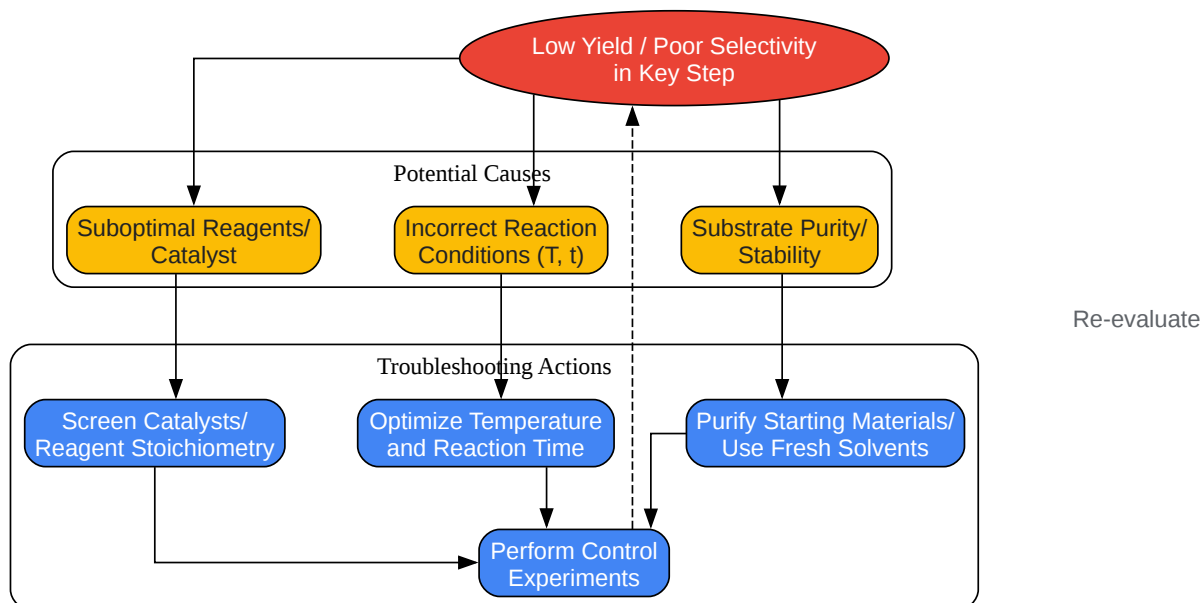 Low Yield / Poor Selectivity
in Key Step
Potential Causes
Suboptimal Reagents/
Catalyst
Incorrect Reaction
Conditions (T, t)
Substrate Purity/
Stability
Re-evaluate
Troubleshooting Actions
Screen Catalysts/
Reagent Stoichiometry
Optimize Temperature
and Reaction Time
Purify Starting Materials/
Use Fresh Solvents
Perform Control
Experiments